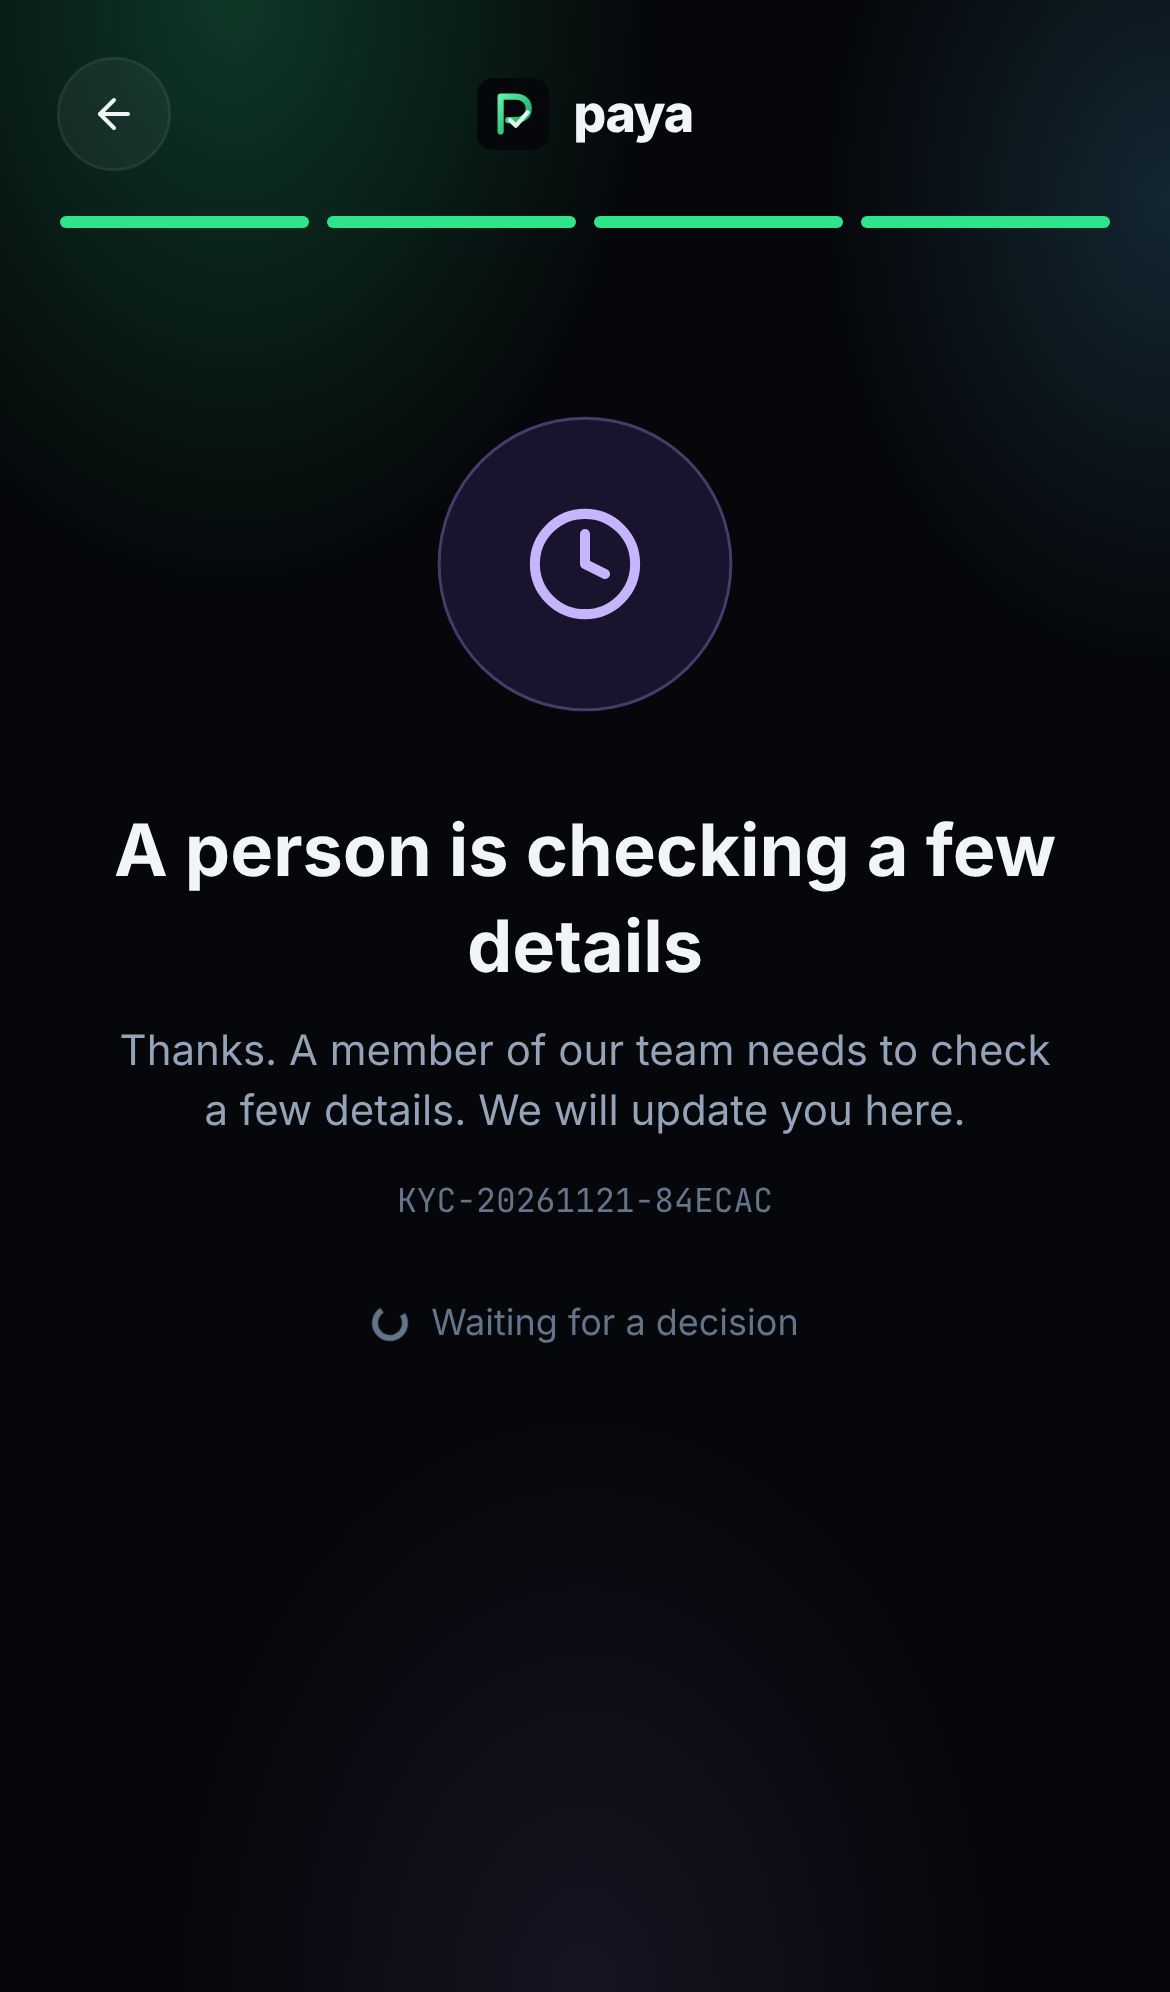 paya
A person is checking a few
details
Thanks. A member of our team needs to check
a few details. We will update you here.
KYC-20261121-84ECAC
Waiting for a decision